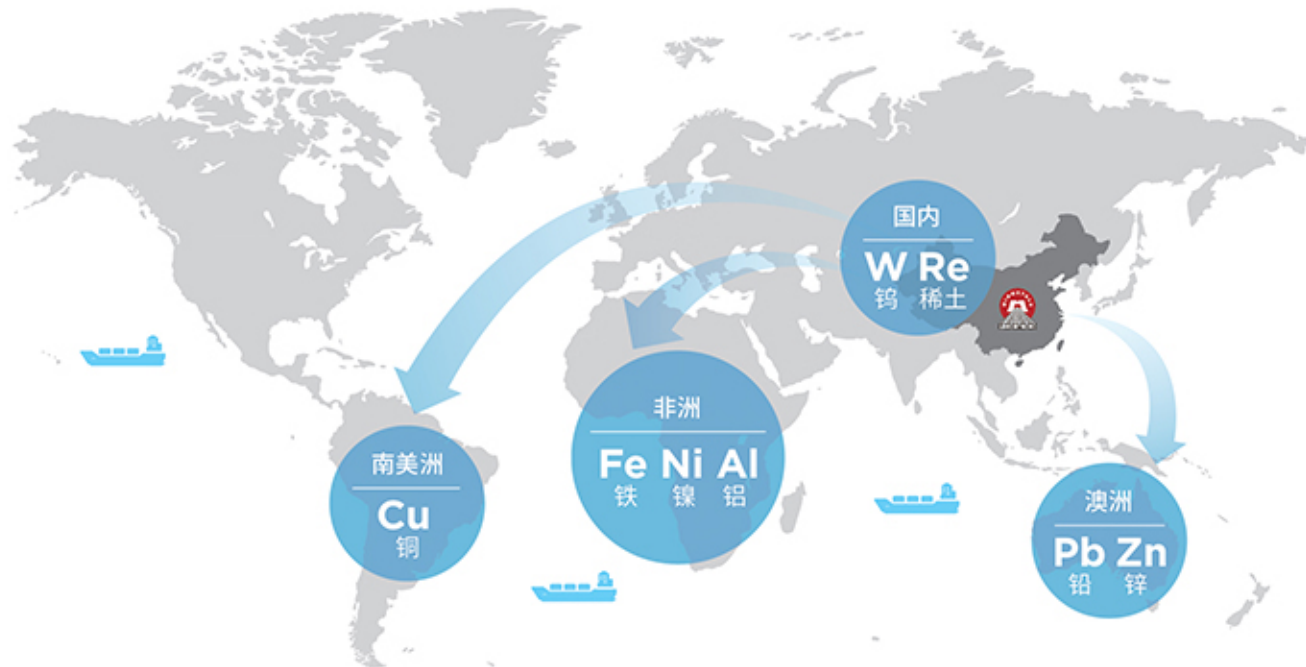 国内
W Re
钨 稀土
非洲
Fe Ni Al
铁 镍 铝
南美洲
Cu
铜
澳洲
Pb Zn
铅 锌